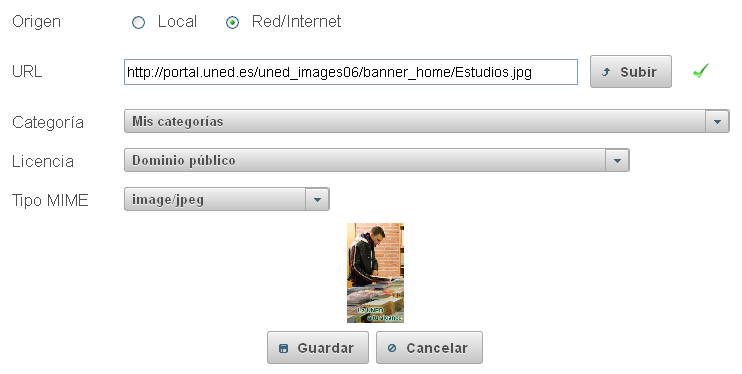 Origen Local Red/Internet
URL http://portal.uned.es/uned_images06/banner_home/Estudios.jpg Subir
Categoría Mis categorías
Licencia Dominio público
Tipo MIME image/jpeg
UNED
Guardar Cancelar